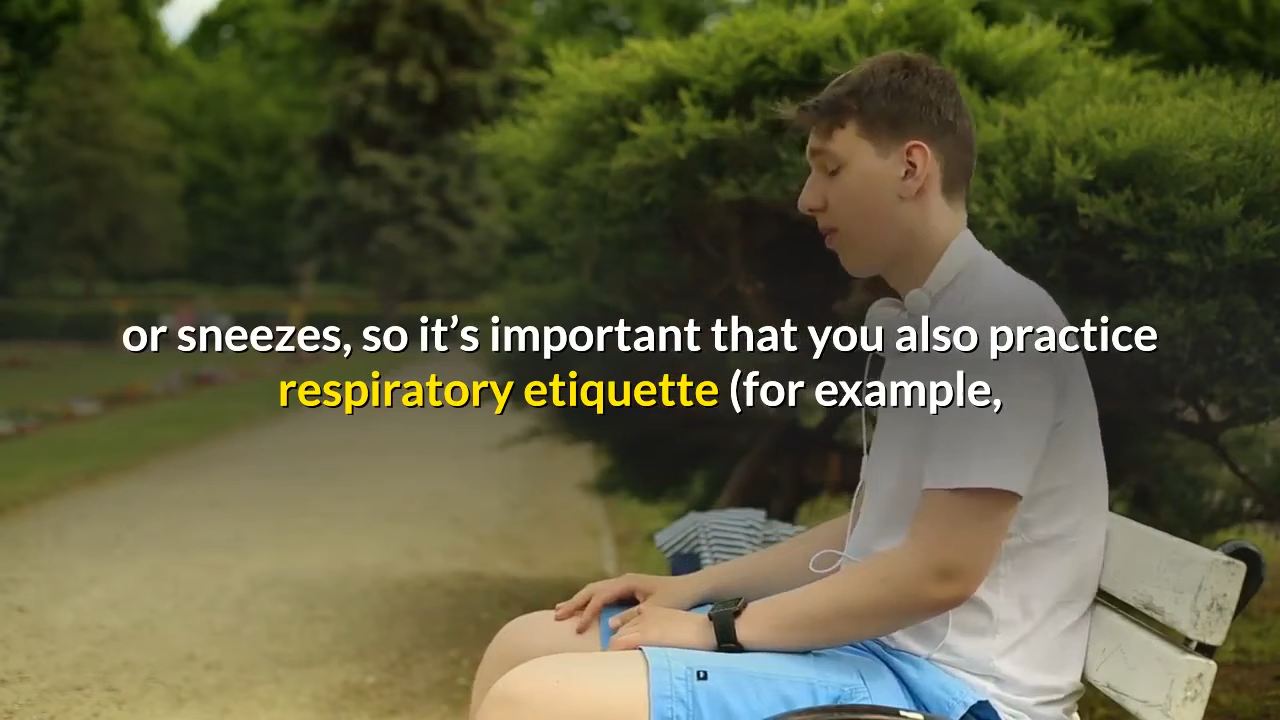 or sneezes, so it’s important that you also practice
respiratory etiquette (for example,